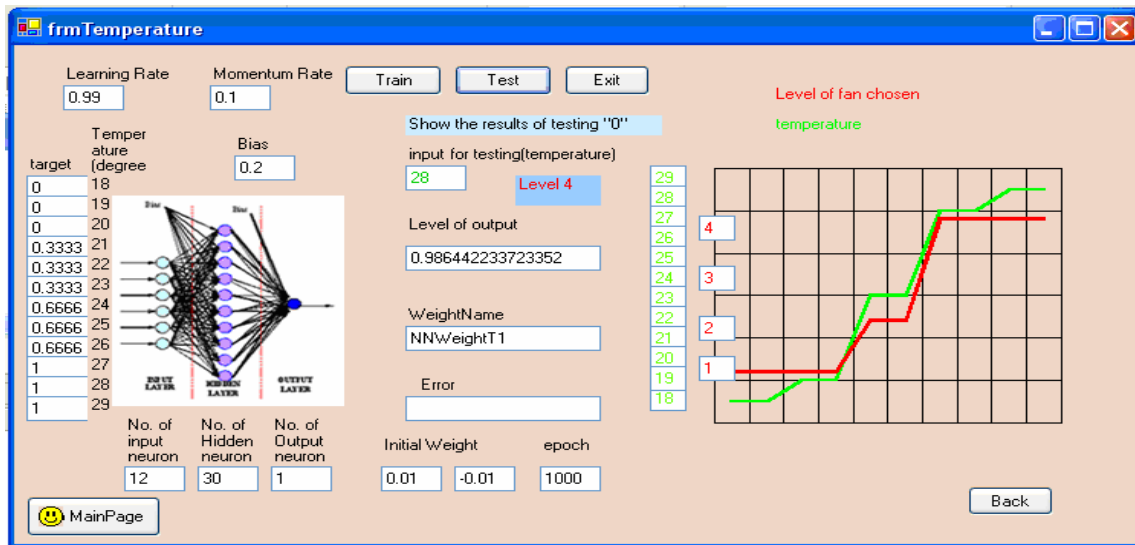 frmTemperature
Learning Rate
Momentum Rate
0.99
0.1
Train
Test
Exit
Level of fan chosen
temperature
Show the results of testing "0"
Temper
ature
(degree
target
Bias
0.2
input for testing(temperature)
28
Level 4
0
0
0
0.3333
0.3333
0.3333
0.6666
0.6666
0.6666
1
1
1
18
19
20
21
22
23
24
25
26
27
28
29
Bias
Bias
INPUT
LAYER
HIDDEN
LAYER
OUTPUT
LAYER
Level of output
0.986442233723352
WeightName
NNWeightT1
Error
No. of
input
neuron
12
No. of
Hidden
neuron
30
No. of
Output
neuron
1
Initial Weight
0.01
-0.01
epoch
1000
29
28
27
26
25
24
23
22
21
20
19
18
4
3
2
1
MainPage
Back